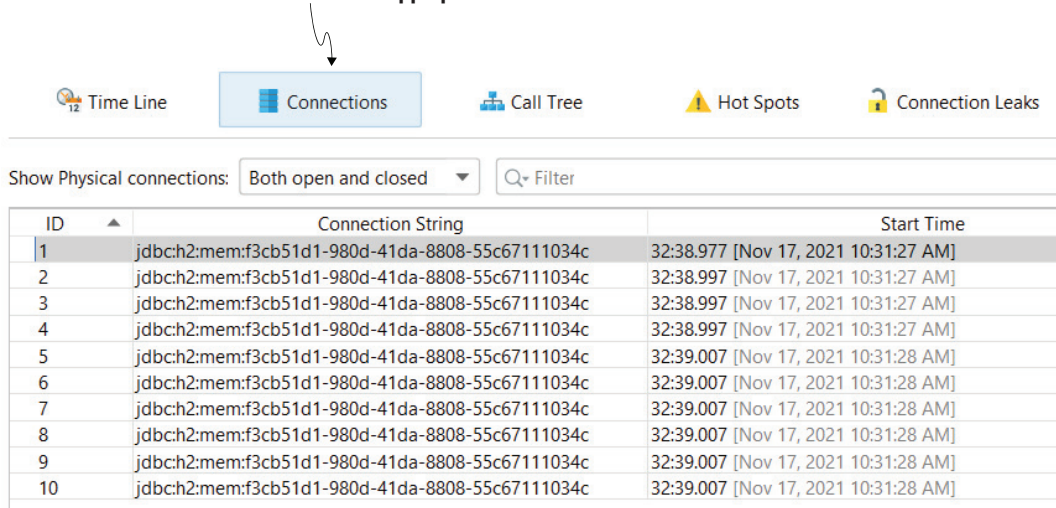 Time Line Connections Call Tree Hot Spots Connection Leaks
Show Physical connections: Both open and closed Filter
ID Connection String Start Time
1 jdbc:h2:mem:f3cb51d1-980d-41da-8808-55c67111034c 32:38.977 [Nov 17, 2021 10:31:27 AM]
2 jdbc:h2:mem:f3cb51d1-980d-41da-8808-55c67111034c 32:38.997 [Nov 17, 2021 10:31:27 AM]
3 jdbc:h2:mem:f3cb51d1-980d-41da-8808-55c67111034c 32:38.997 [Nov 17, 2021 10:31:27 AM]
4 jdbc:h2:mem:f3cb51d1-980d-41da-8808-55c67111034c 32:38.997 [Nov 17, 2021 10:31:27 AM]
5 jdbc:h2:mem:f3cb51d1-980d-41da-8808-55c67111034c 32:39.007 [Nov 17, 2021 10:31:28 AM]
6 jdbc:h2:mem:f3cb51d1-980d-41da-8808-55c67111034c 32:39.007 [Nov 17, 2021 10:31:28 AM]
7 jdbc:h2:mem:f3cb51d1-980d-41da-8808-55c67111034c 32:39.007 [Nov 17, 2021 10:31:28 AM]
8 jdbc:h2:mem:f3cb51d1-980d-41da-8808-55c67111034c 32:39.007 [Nov 17, 2021 10:31:28 AM]
9 jdbc:h2:mem:f3cb51d1-980d-41da-8808-55c67111034c 32:39.007 [Nov 17, 2021 10:31:28 AM]
10 jdbc:h2:mem:f3cb51d1-980d-41da-8808-55c67111034c 32:39.007 [Nov 17, 2021 10:31:28 AM]